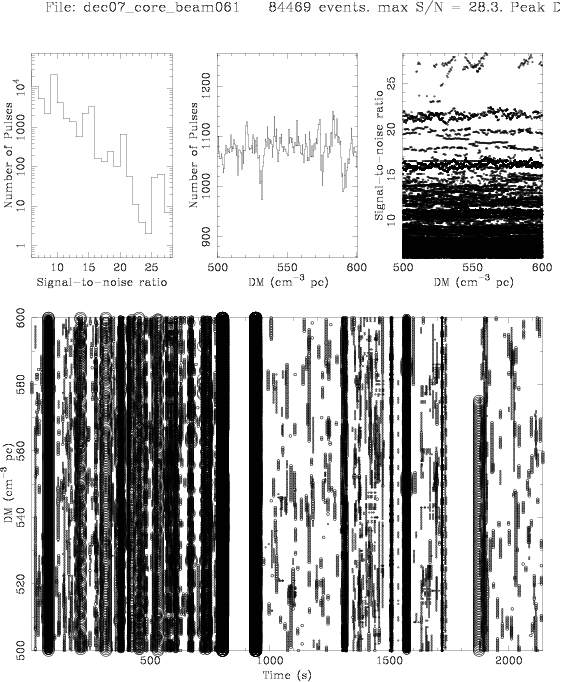 File: dec07_core_beam061 84469 events. max S/N = 28.3. Peak D
Number of Pulses
1 10 100 1000 10⁴
10 15 20 25
Signal-to-noise ratio
Number of Pulses
900 1000 1100 1200
500 550 600
DM (cm⁻³ pc)
Signal-to-noise ratio
10 15 20 25
500 550 600
DM (cm⁻³ pc)
DM (cm⁻³ pc)
600
580
560
540
520
500
500 1000 1500 2000
Time (s)